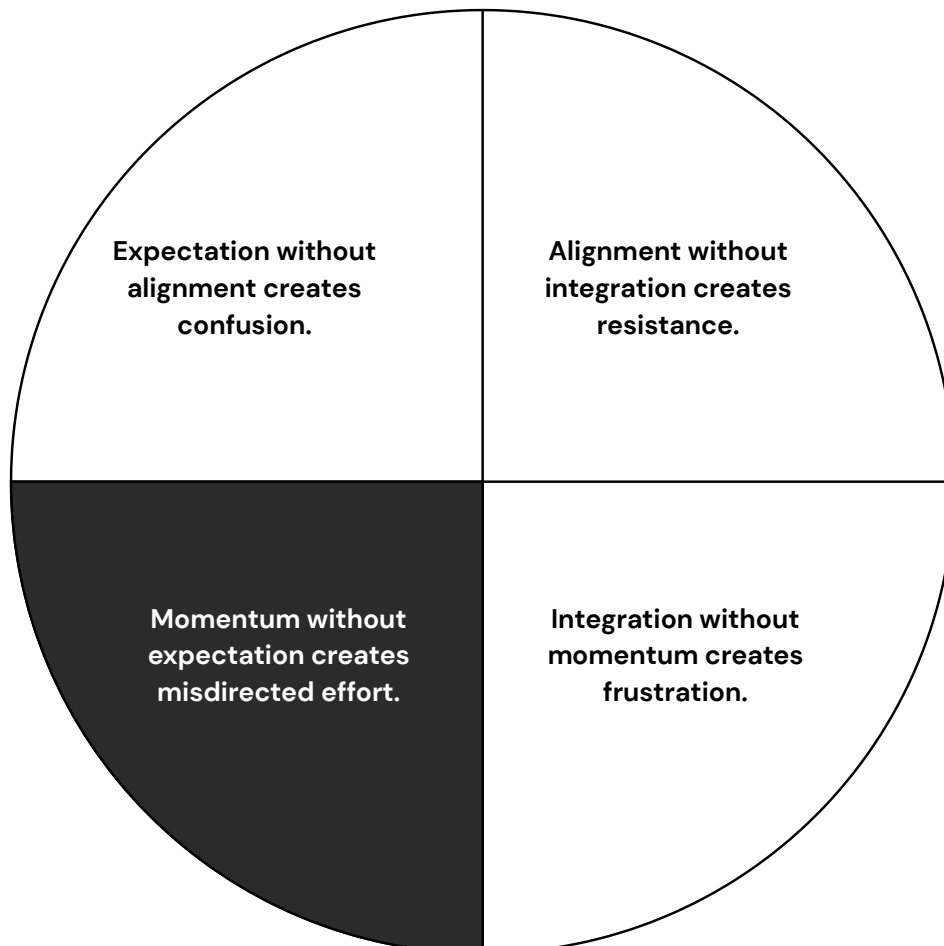 Expectation without
alignment creates
confusion.
Alignment without
integration creates
resistance.
Momentum without
expectation creates
misdirected effort.
Integration without
momentum creates
frustration.